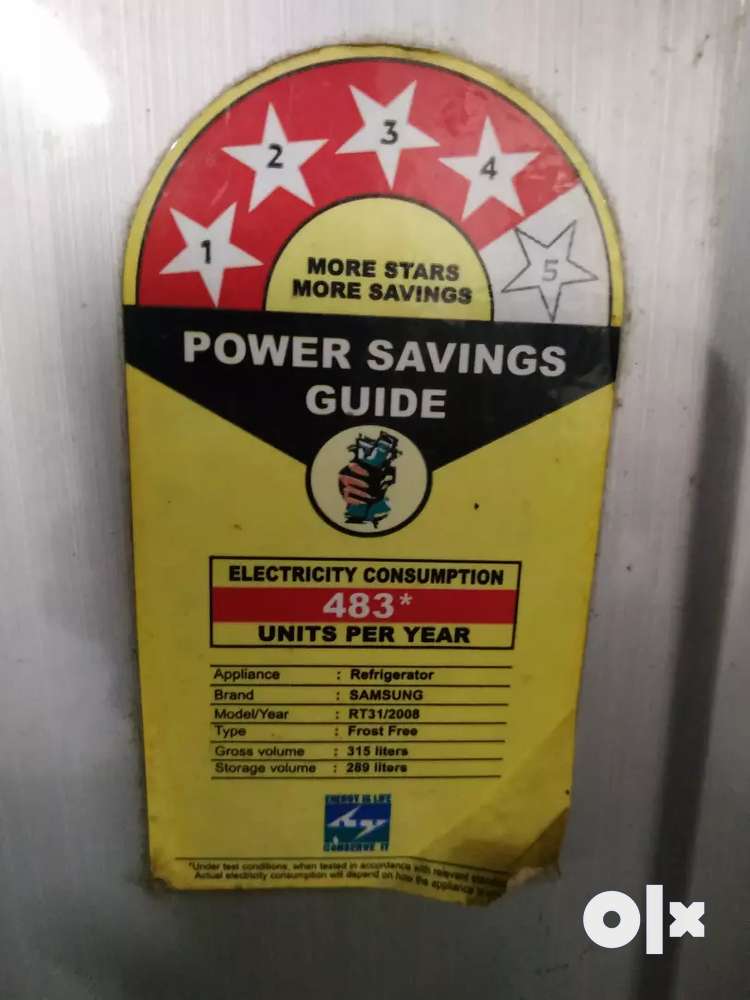 1 2 3 4 5
MORE STARS
MORE SAVINGS
POWER SAVINGS
GUIDE
ELECTRICITY CONSUMPTION
483*
UNITS PER YEAR
Appliance : Refrigerator
Brand : SAMSUNG
Model/Year : RT31/2008
Type : Frost Free
Gross volume : 315 liters
Storage volume : 289 liters
ENERGY IS LIFE
CONSERVE IT
*Under test conditions, when tested in accordance with relevant
Actual electricity consumption will depend on how the appliance is
olx